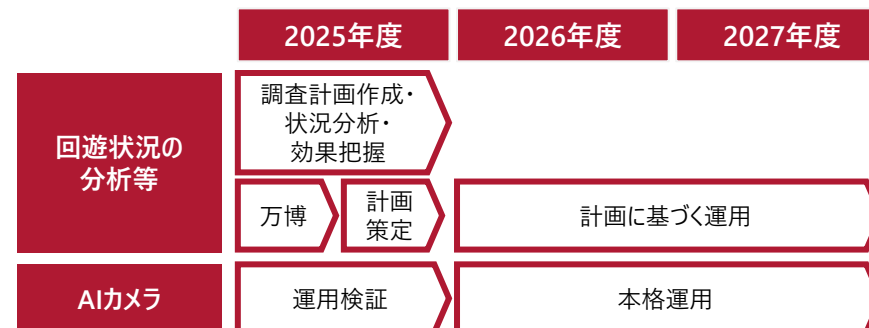 2025年度
2026年度
2027年度
回遊状況の
分析等
調査計画作成・
状況分析・
効果把握
万博
計画
策定
計画に基づく運用
AIカメラ
運用検証
本格運用